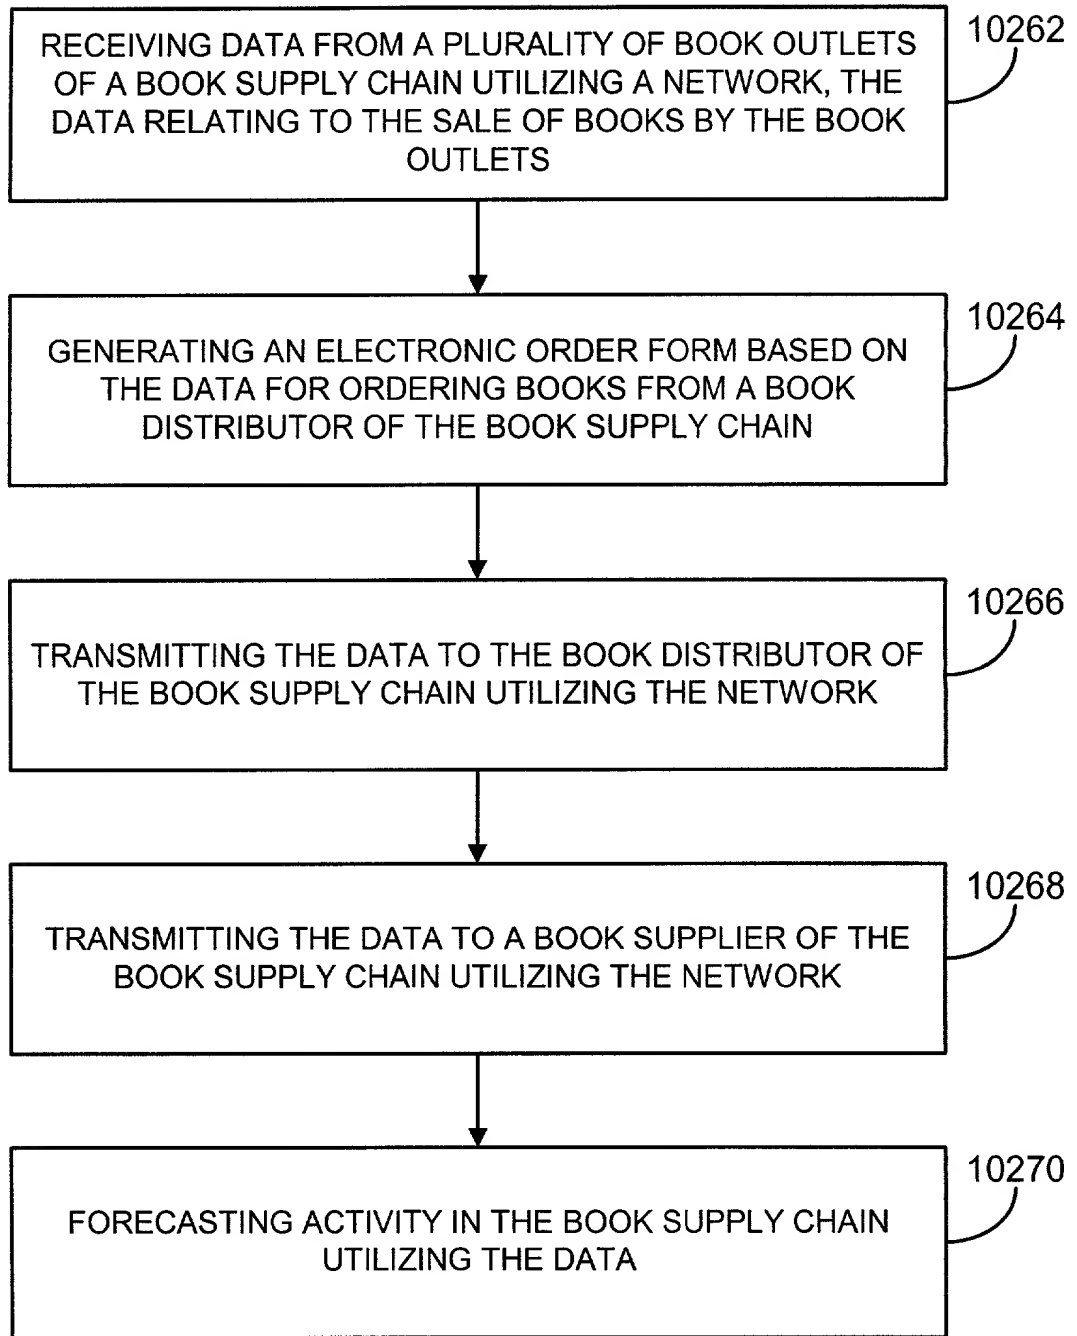 RECEIVING DATA FROM A PLURALITY OF BOOK OUTLETS
OF A BOOK SUPPLY CHAIN UTILIZING A NETWORK, THE
DATA RELATING TO THE SALE OF BOOKS BY THE BOOK
OUTLETS
10262
GENERATING AN ELECTRONIC ORDER FORM BASED ON
THE DATA FOR ORDERING BOOKS FROM A BOOK
DISTRIBUTOR OF THE BOOK SUPPLY CHAIN
10264
TRANSMITTING THE DATA TO THE BOOK DISTRIBUTOR OF
THE BOOK SUPPLY CHAIN UTILIZING THE NETWORK
10266
TRANSMITTING THE DATA TO A BOOK SUPPLIER OF THE
BOOK SUPPLY CHAIN UTILIZING THE NETWORK
10268
FORECASTING ACTIVITY IN THE BOOK SUPPLY CHAIN
UTILIZING THE DATA
10270